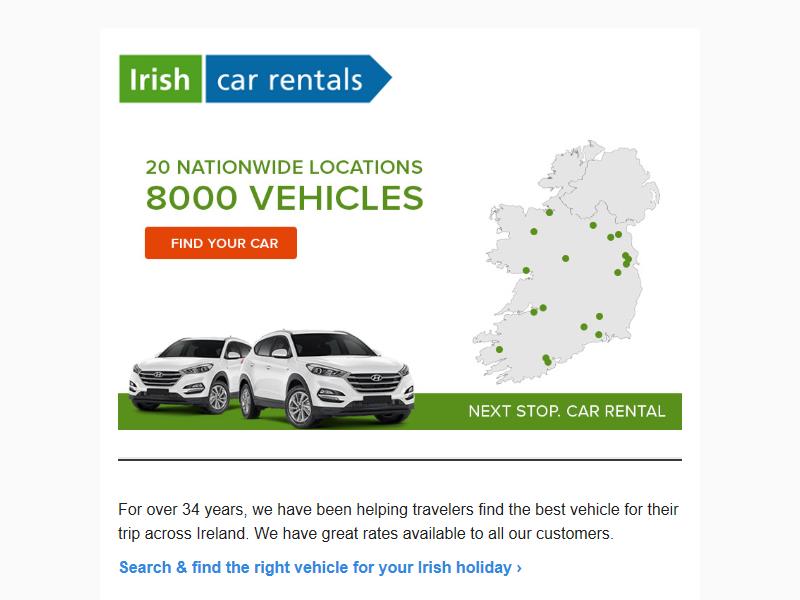 Irish car rentals
20 NATIONWIDE LOCATIONS
8000 VEHICLES
FIND YOUR CAR
NEXT STOP. CAR RENTAL
For over 34 years, we have been helping travelers find the best vehicle for their
trip across Ireland. We have great rates available to all our customers.
Search & find the right vehicle for your Irish holiday ›